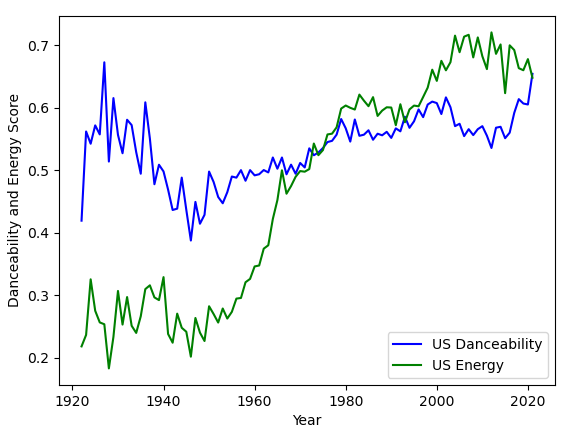 Danceability and Energy Score
0.7
0.6
0.5
0.4
0.3
0.2
US Danceability
US Energy
1920 1940 1960 1980 2000 2020
Year